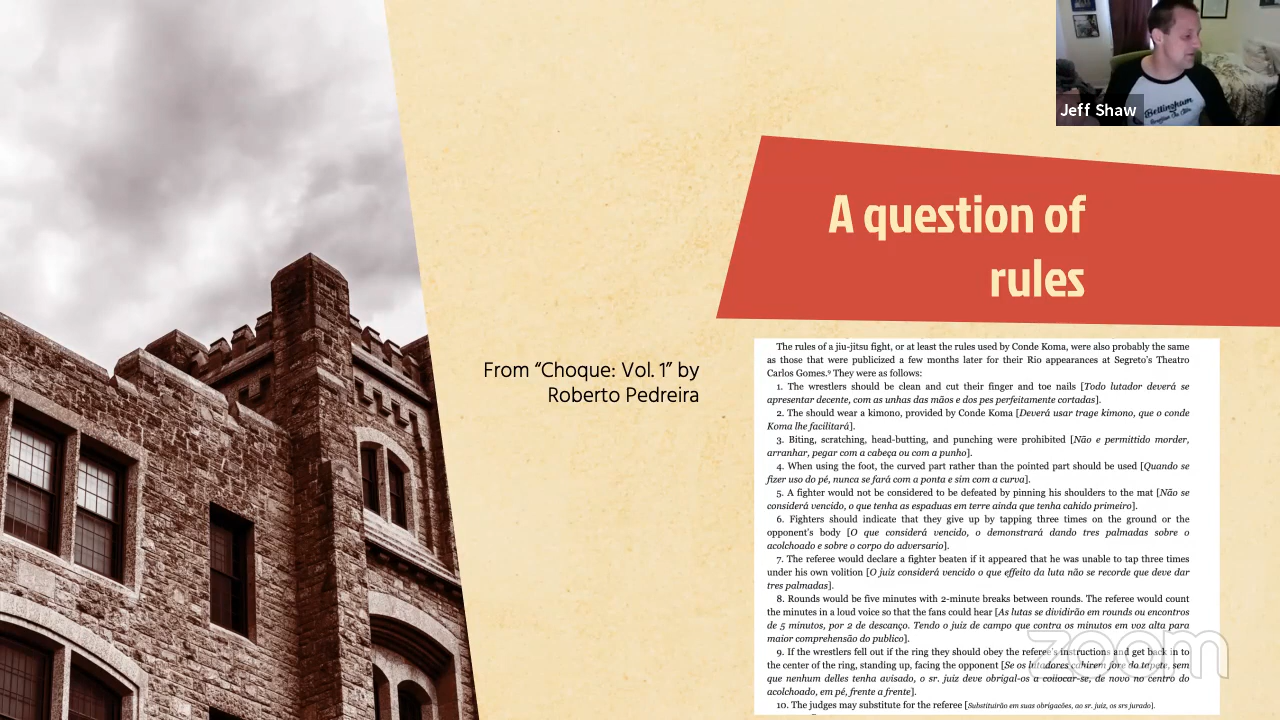 Jeff Shaw
Bellingham
A question of
rules
From “Choque: Vol. 1” by
Roberto Pedreira
The rules of a jiu-jitsu fight, or at least the rules used by Conde Koma, were also probably the same
as those that were publicized a few months later for their Rio appearances at Segreto's Theatro
Carlos Gomes.⁹ They were as follows:
1. The wrestlers should be clean and cut their finger and toe nails [Todo lutador deverá se
apresentar decente, com as unhas das mãos e dos pes perfeitamente cortadas].
2. The should wear a kimono, provided by Conde Koma [Deverá usar trage kimono, que o conde
Koma lhe facilitará].
3. Biting, scratching, head-butting, and punching were prohibited [Não e permittido morder,
arranhar, pegar com a cabeça ou com a punho].
4. When using the foot, the curved part rather than the pointed part should be used [Quando se
fizer uso do pé, nunca se fará com a ponta e sim com a curva].
5. A fighter would not be considered to be defeated by pinning his shoulders to the mat [Não se
considerá vencido, o que tenha as espaduas em terre ainda que tenha cahido primeiro].
6. Fighters should indicate that they give up by tapping three times on the ground or the
opponent's body [O que considerá vencido, o demonstrará dando tres palmadas sobre o
acolchoado e sobre o corpo do adversario].
7. The referee would declare a fighter beaten if it appeared that he was unable to tap three times
under his own volition [O juiz considerá vencido o que effeito da luta não se recorde que deve dar
tres palmadas].
8. Rounds would be five minutes with 2-minute breaks between rounds. The referee would count
the minutes in a loud voice so that the fans could hear [As lutas se dividirão em rounds ou encontros
de 5 minutos, por 2 de descanço. Tendo o juiz de campo que contra os minutos em voz alta para
maior comprehensão do publico].
9. If the wrestlers fell out if the ring they should obey the referee's instructions and get back in to
the center of the ring, standing up, facing the opponent [Se os lutadores cahirem fora do tapete, sem
que nenhum delles tenha avisado, o sr. juiz deve obrigal-os a collocar-se, de novo no centro do
acolchoado, em pé, frente a frente].
10. The judges may substitute for the referee [Substituirão em suas obrigacões, ao sr. juiz, os srs jurado].
zoom